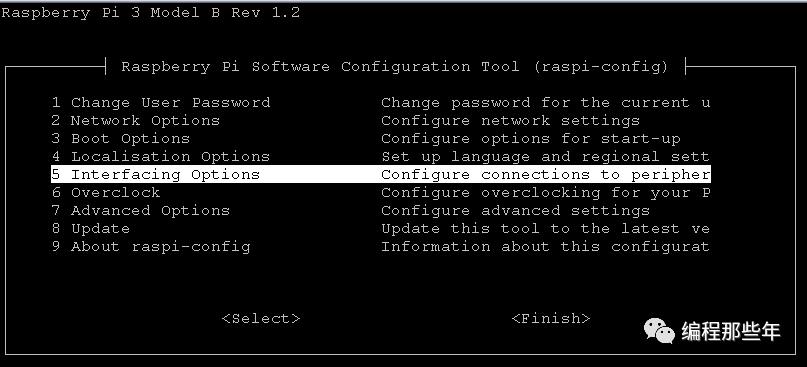 Raspberry Pi 3 Model B Rev 1.2
Raspberry Pi Software Configuration Tool (raspi-config)
1 Change User Password Change password for the current u
2 Network Options Configure network settings
3 Boot Options Configure options for start-up
4 Localisation Options Set up language and regional sett
5 Interfacing Options Configure connections to peripher
6 Overclock Configure overclocking for your P
7 Advanced Options Configure advanced settings
8 Update Update this tool to the latest ve
9 About raspi-config Information about this configurat
<Select> <Finish>
编程那些年